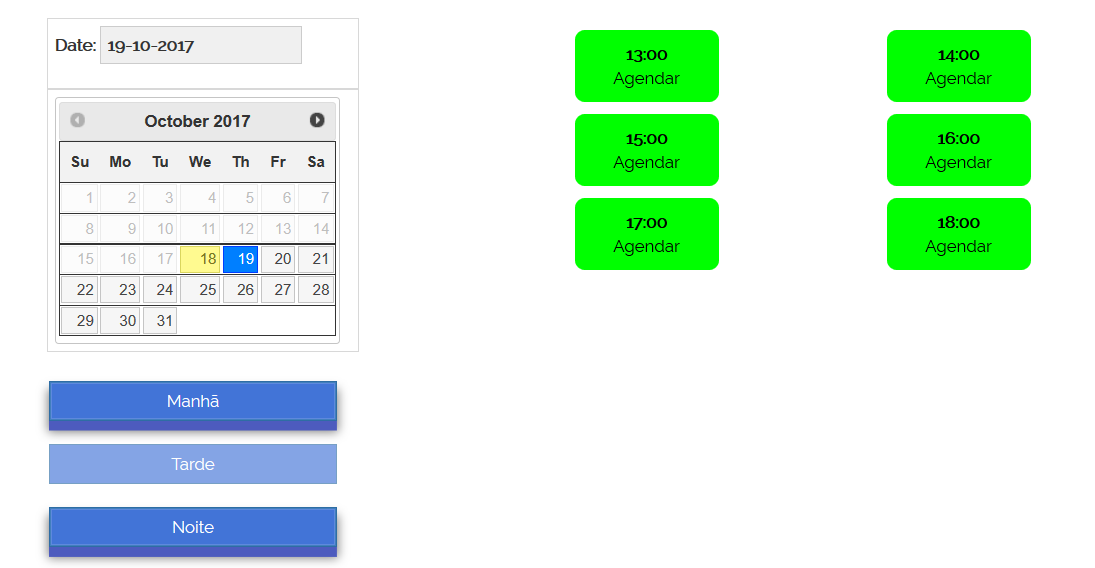 Date: 19-10-2017
October 2017
Su Mo Tu We Th Fr Sa
1 2 3 4 5 6 7
8 9 10 11 12 13 14
15 16 17 18 19 20 21
22 23 24 25 26 27 28
29 30 31
Manhã
Tarde
Noite
13:00
Agendar
14:00
Agendar
15:00
Agendar
16:00
Agendar
17:00
Agendar
18:00
Agendar